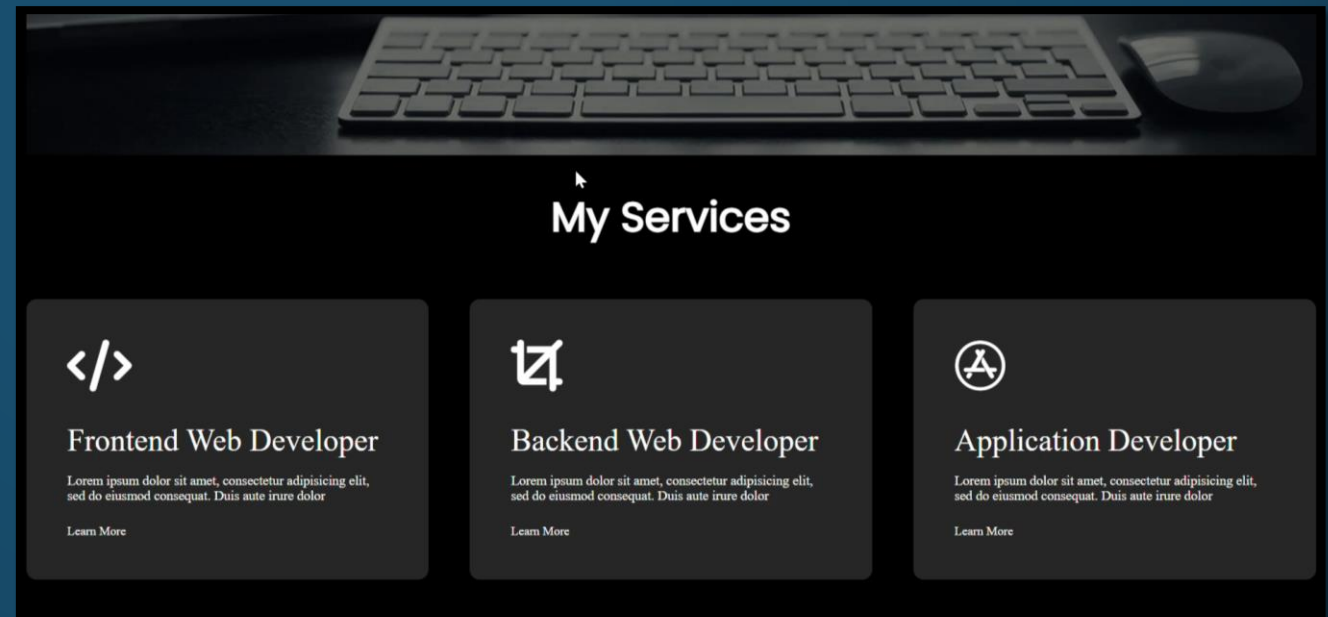 My Services
Frontend Web Developer
Lorem ipsum dolor sit amet, consectetur adipisicing elit,
sed do eiusmod consequat. Duis aute irure dolor
Learn More
Backend Web Developer
Lorem ipsum dolor sit amet, consectetur adipisicing elit,
sed do eiusmod consequat. Duis aute irure dolor
Learn More
Application Developer
Lorem ipsum dolor sit amet, consectetur adipisicing elit,
sed do eiusmod consequat. Duis aute irure dolor
Learn More